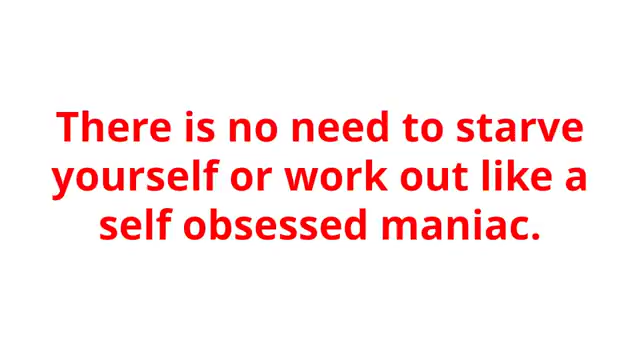 There is no need to starve
yourself or work out like a
self obsessed maniac.